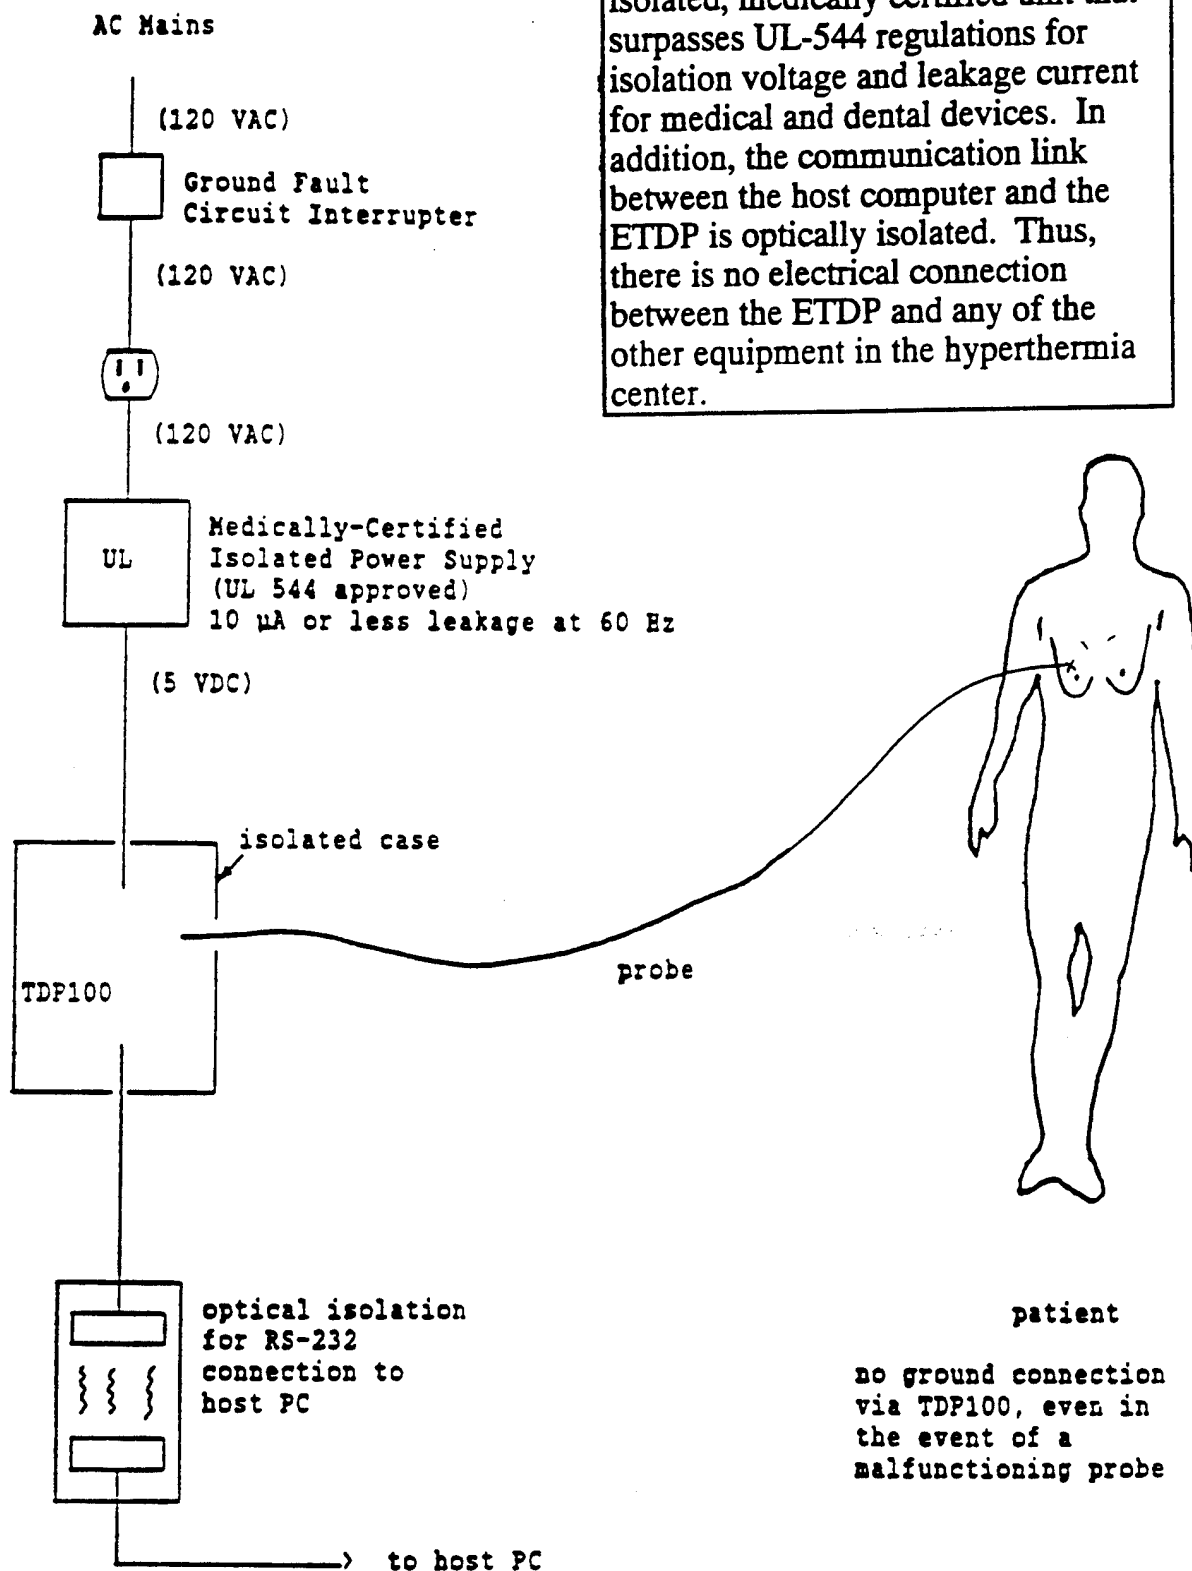 AC Mains
isolated, medically certified unit that
surpasses UL-544 regulations for
isolation voltage and leakage current
for medical and dental devices. In
addition, the communication link
between the host computer and the
ETDP is optically isolated. Thus,
there is no electrical connection
between the ETDP and any of the
other equipment in the hyperthermia
center.
(120 VAC)
Ground Fault
Circuit Interrupter
(120 VAC)
(120 VAC)
UL
Medically-Certified
Isolated Power Supply
(UL 544 approved)
10 µA or less leakage at 60 Hz
(5 VDC)
isolated case
TDP100
probe
optical isolation
for RS-232
connection to
host PC
to host PC
patient
no ground connection
via TDP100, even in
the event of a
malfunctioning probe